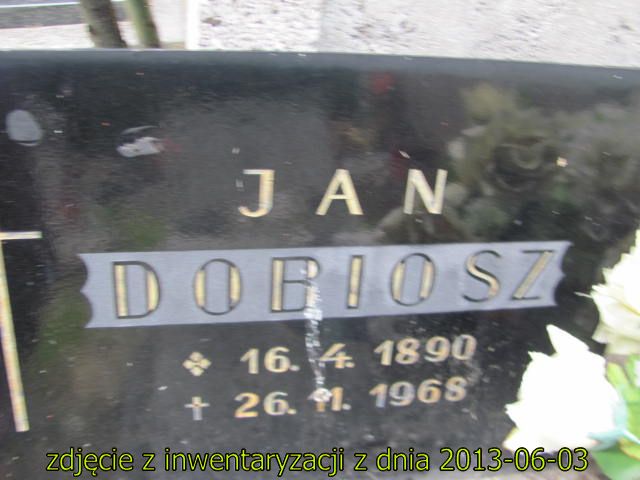 JAN
DOBIOSZ
16. 4. 1890
26. 11. 1968
zdjęcie z inwentaryzacji z dnia 2013-06-03